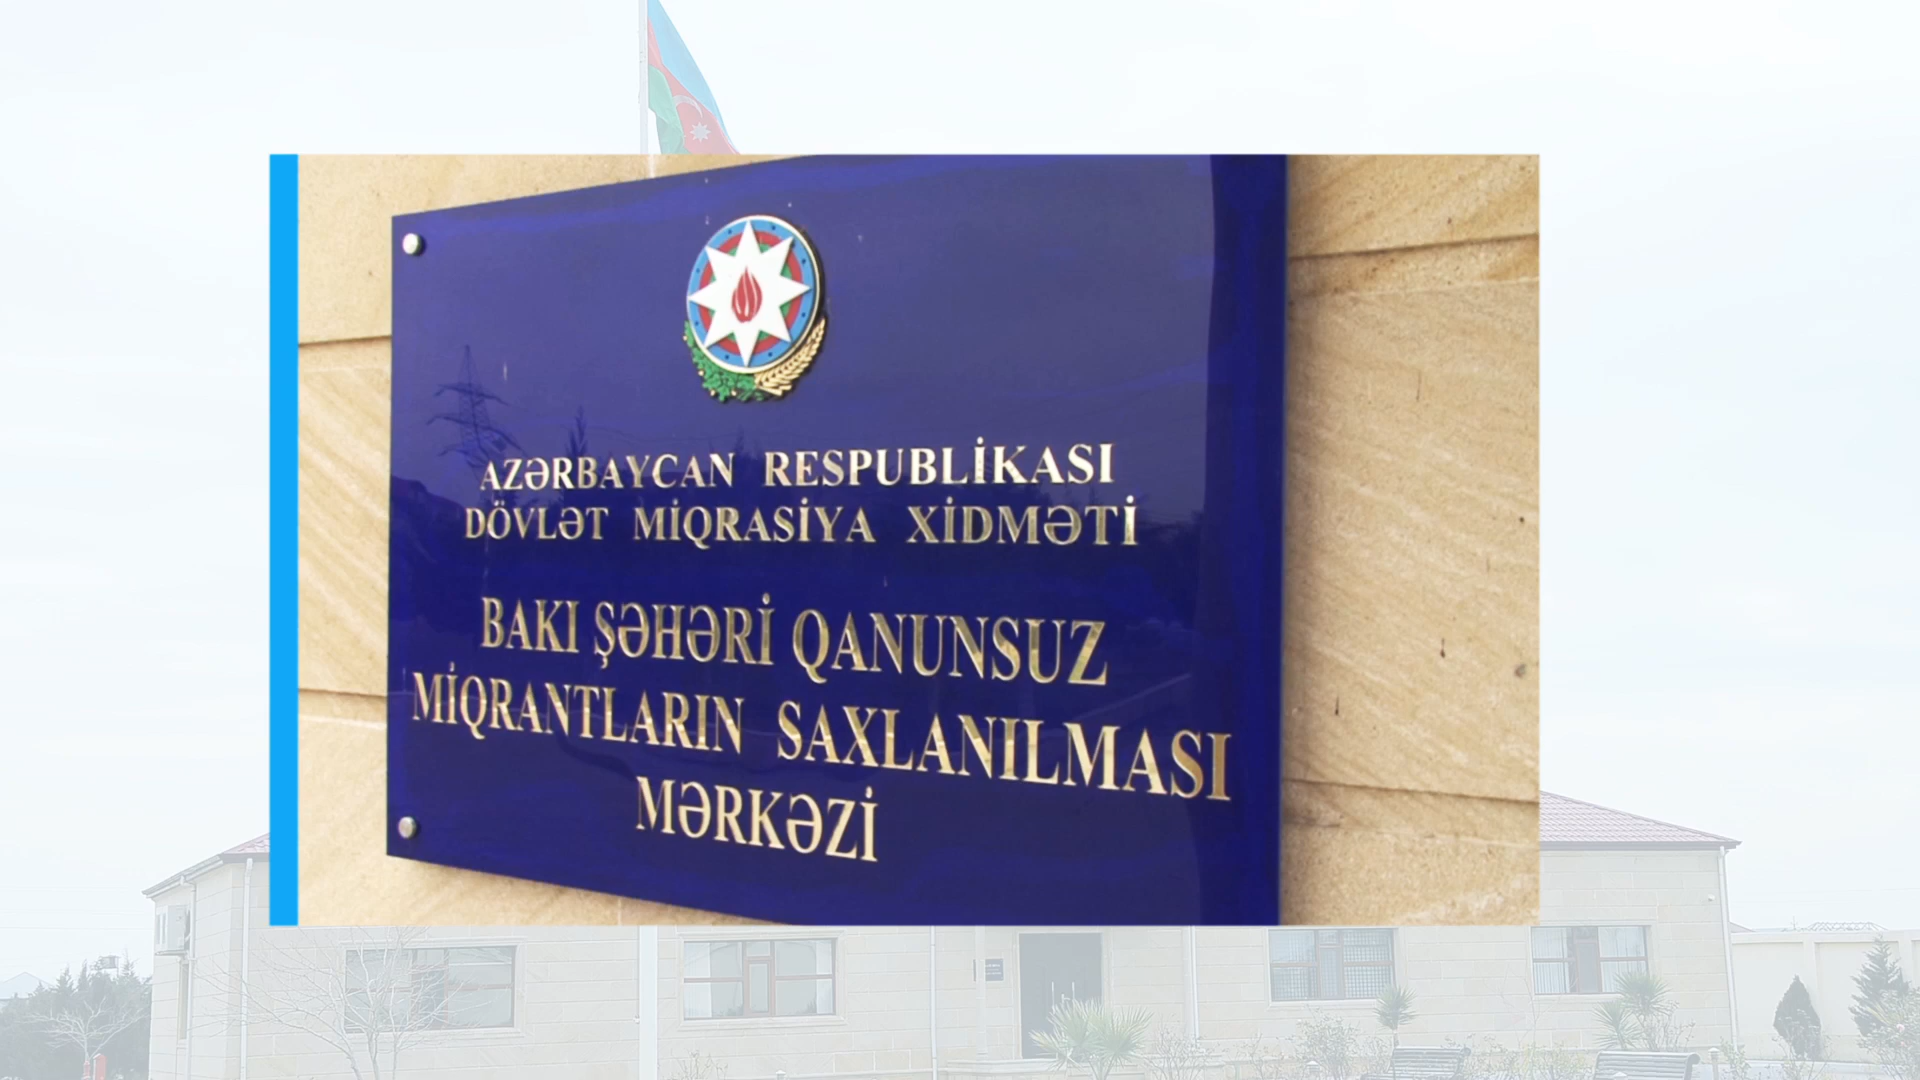 AZƏRBAYCAN RESPUBLİKASI
DÖVLƏT MİQRASİYA XİDMƏTİ
BAKI ŞƏHƏRİ QANUNSUZ
MİQRANTLARIN SAXLANILMASI
MƏRKƏZİ